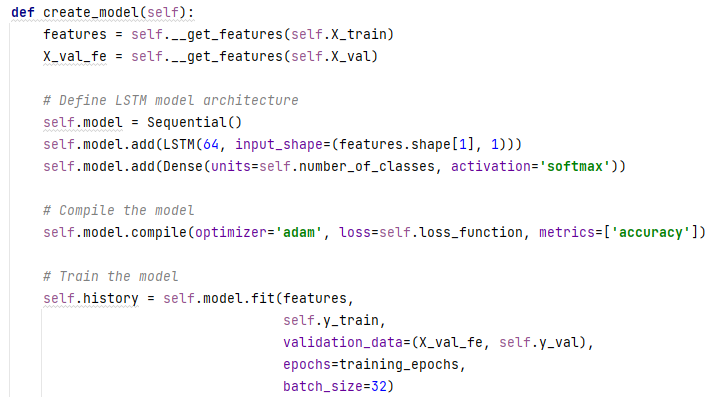 def create_model(self):
    features = self.__get_features(self.X_train)
    X_val_fe = self.__get_features(self.X_val)

    # Define LSTM model architecture
    self.model = Sequential()
    self.model.add(LSTM(64, input_shape=(features.shape[1], 1)))
    self.model.add(Dense(units=self.number_of_classes, activation='softmax'))

    # Compile the model
    self.model.compile(optimizer='adam', loss=self.loss_function, metrics=['accuracy'])

    # Train the model
    self.history = self.model.fit(features,
                                  self.y_train,
                                  validation_data=(X_val_fe, self.y_val),
                                  epochs=training_epochs,
                                  batch_size=32)